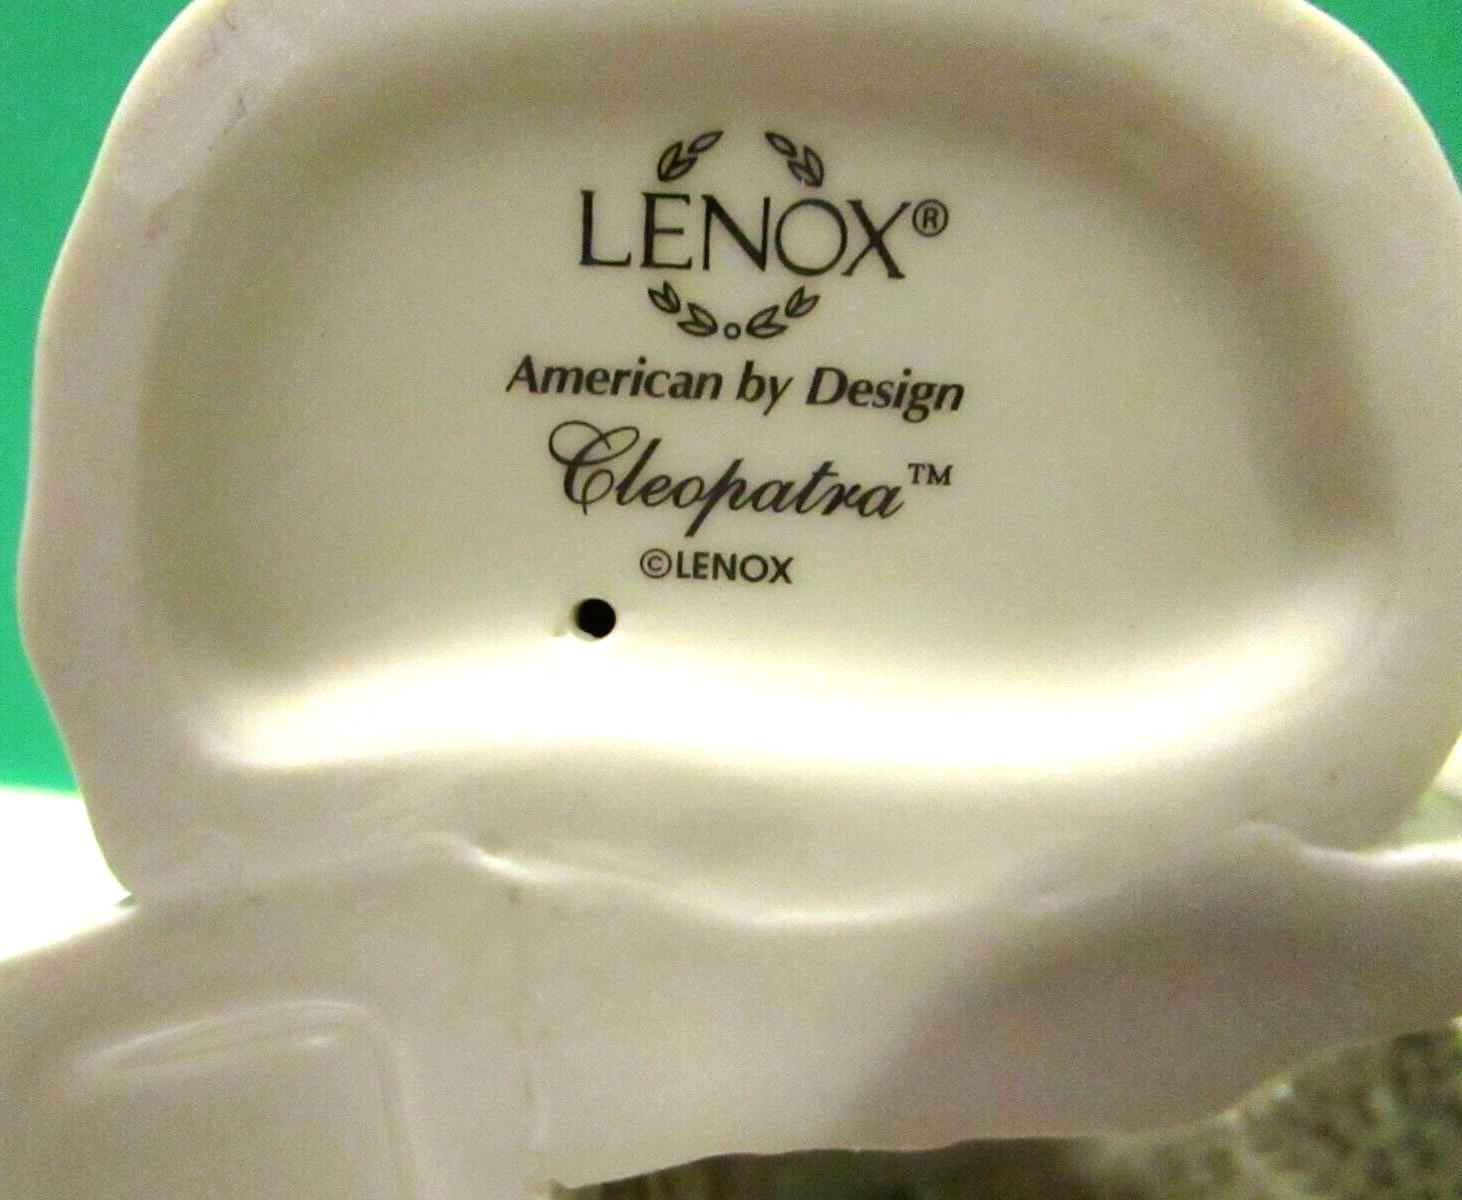 LENOX®
American by Design
Cleopatra™
©LENOX